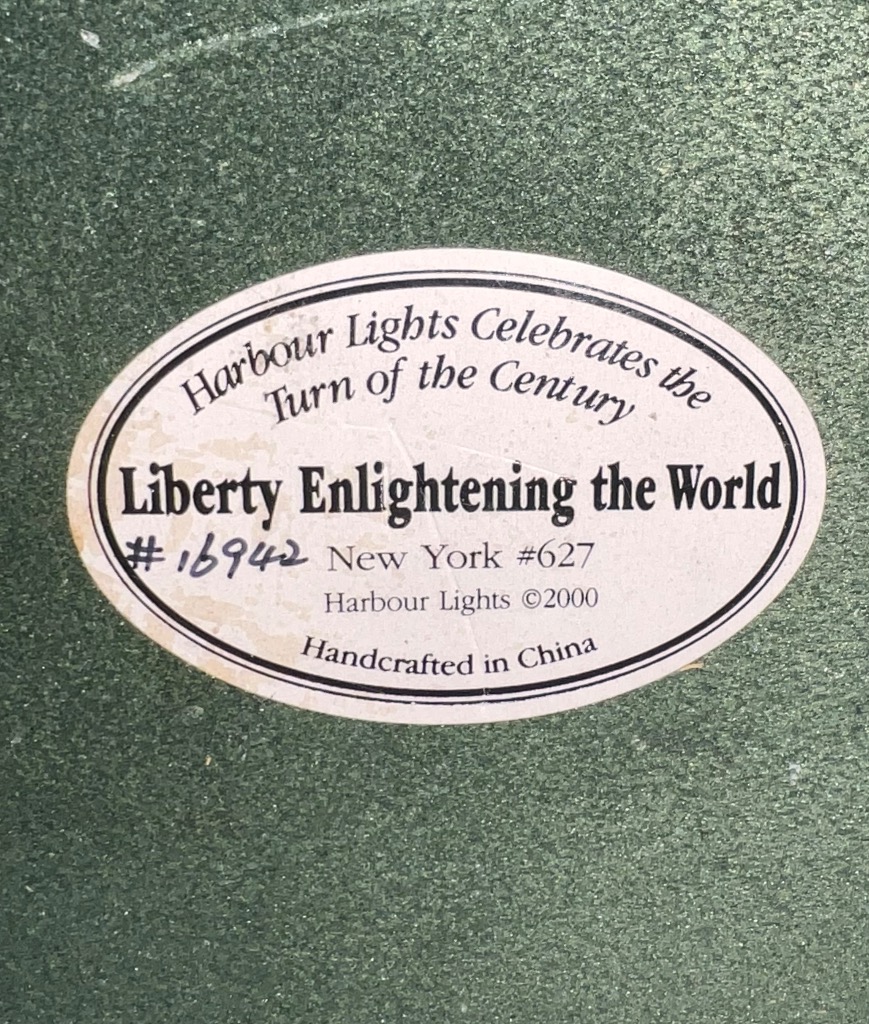 Harbour Lights Celebrates the
Turn of the Century
Liberty Enlightening the World
#16942 New York #627
Harbour Lights ©2000
Handcrafted in China